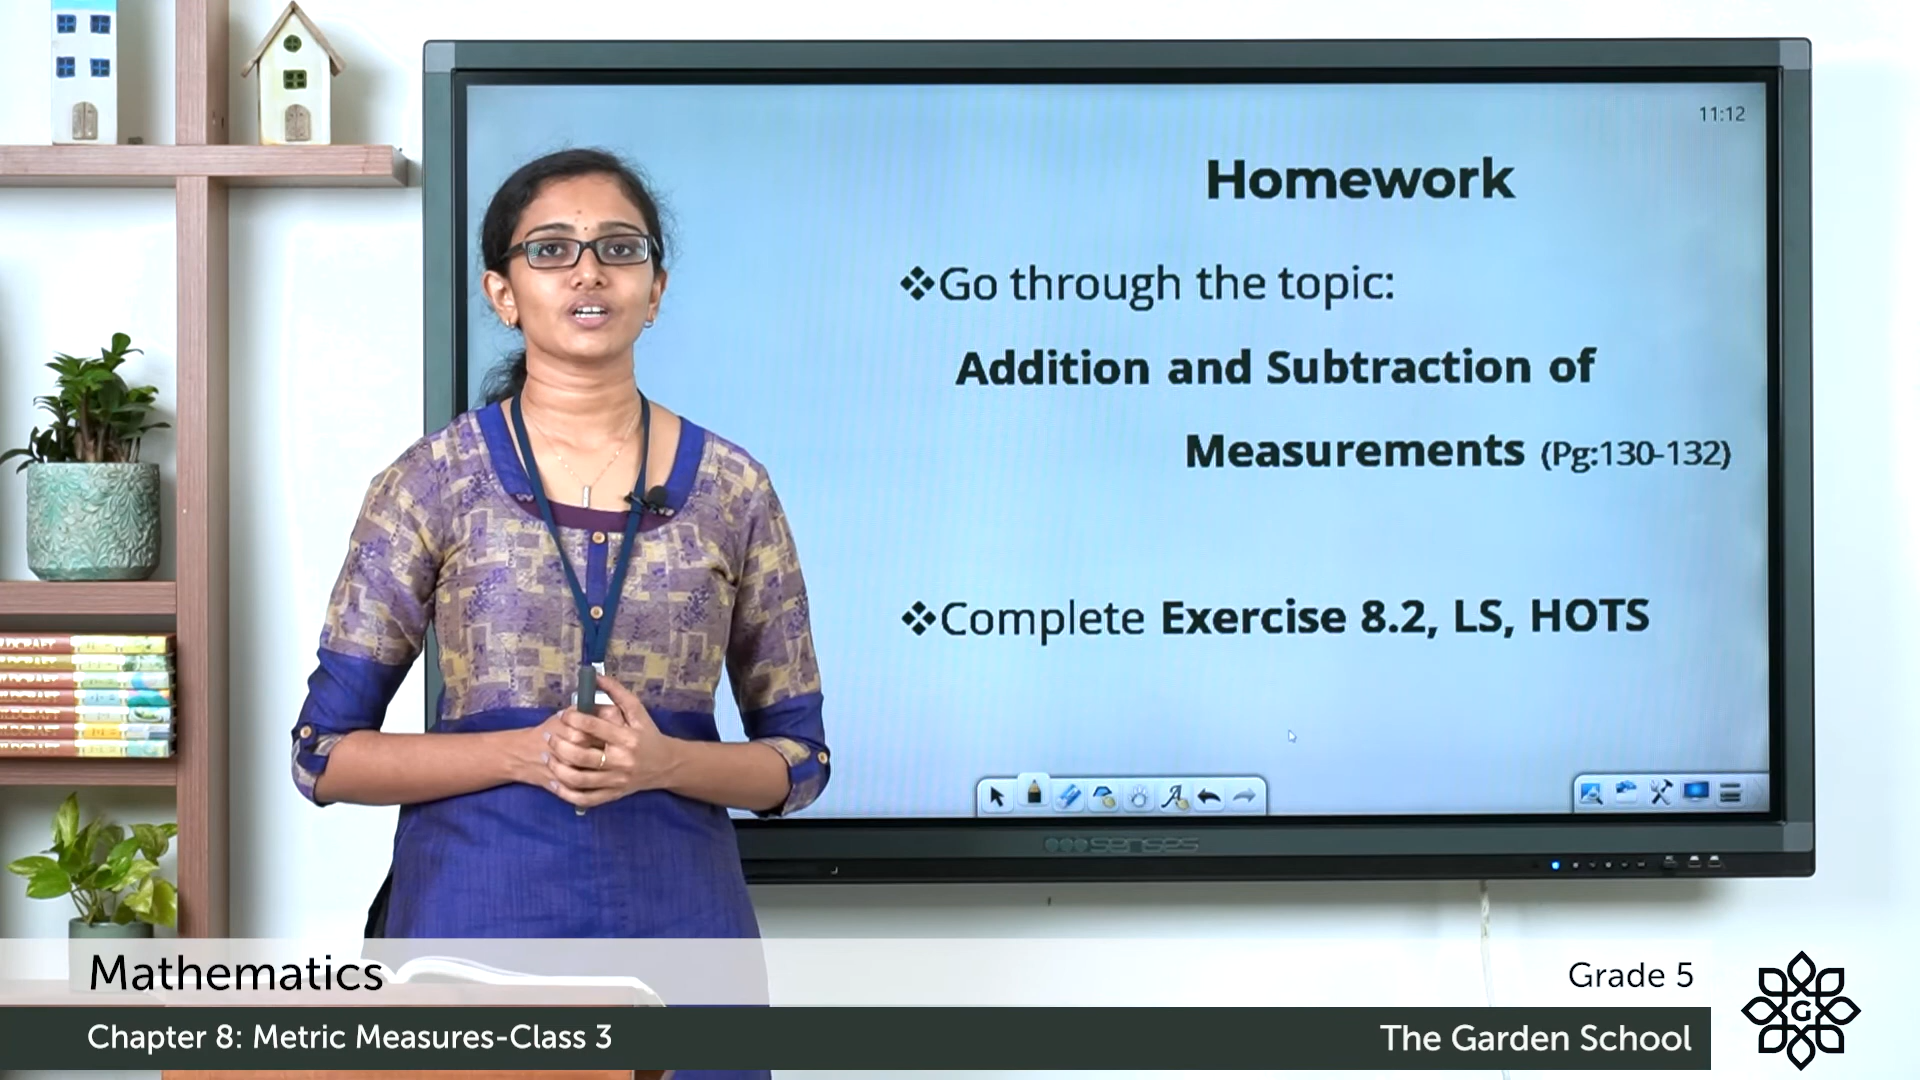 11:12
Homework
❖Go through the topic:
Addition and Subtraction of
Measurements (Pg:130-132)
❖Complete Exercise 8.2, LS, HOTS
senses
Mathematics
Grade 5
Chapter 8: Metric Measures-Class 3
The Garden School
G